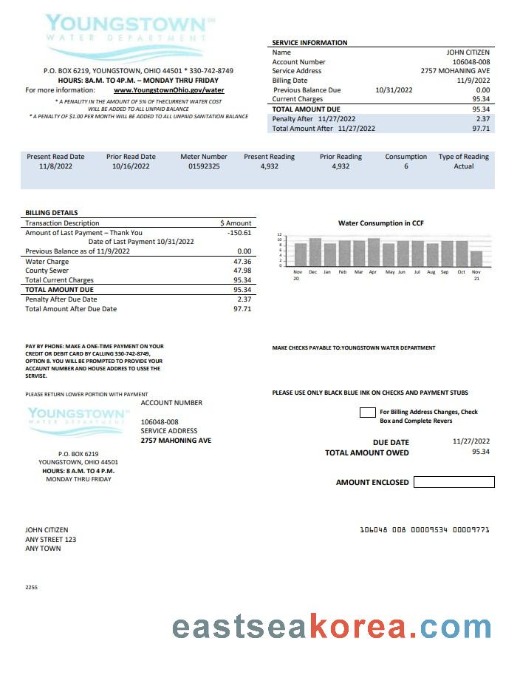 YOUNGSTOWN
WATER DEPARTMENT
P.O. BOX 6219, YOUNGSTOWN, OHIO 44501 * 330-742-8749
HOURS: 8A.M. TO 4P.M. – MONDAY THRU FRIDAY
For more information: www.YoungstownOhio.gov/water
* A PENALITY IN THE AMOUNT OF 5% OF THECURRENT WATER COST
WILL BE ADDED TO ALL UNPAID BALANCE
* A PENALITY OF $1.00 PER MONTH WILL BE ADDED TO ALL UNPAID SANITATION BALANCE
SERVICE INFORMATION
Name JOHN CITIZEN
Account Number 106048-008
Service Address 2757 MOHANING AVE
Billing Date 11/9/2022
Previous Balance Due 10/31/2022 0.00
Current Charges 95.34
TOTAL AMOUNT DUE 95.34
Penalty After 11/27/2022 2.37
Total Amount After 11/27/2022 97.71
Present Read Date Prior Read Date Meter Number Present Reading Prior Reading Consumption Type of Reading
11/8/2022 10/16/2022 01592325 4,932 4,932 6 Actual
BILLING DETAILS
Transaction Description $ Amount
Amount of Last Payment – Thank You -150.61
Date of Last Payment 10/31/2022
Previous Balance as of 11/9/2022 0.00
Water Charge 47.36
County Sewer 47.98
Total Current Charges 95.34
TOTAL AMOUNT DUE 95.34
Penalty After Due Date 2.37
Total Amount After Due Date 97.71
Water Consumption in CCF
12
10
8
6
4
2
0
Nov Dec Jan Feb Mar Apr May Jun Jul Aug Sep Oct Nov
20 21
PAY BY PHONE: MAKE A ONE-TIME PAYMENT ON YOUR
CREDIT OR DEBIT CARD BY CALLING 330-742-8749,
OPTION 8. YOU WILL BE PROMPTED TO PROVIDE YOUR
ACCAUNT NUMBER AND HOUSE ADDRES TO USSE THE
SERVISE.
MAKE CHECKS PAYABLE TO:YOUNGSTOWN WATER DEPARTMENT
PLEASE RETURN LOWER PORTION WITH PAYMENT
PLEASE USE ONLY BLACK BLUE INK ON CHECKS AND PAYMENT STUBS
YOUNGSTOWN
WATER DEPARTMENT
ACCOUNT NUMBER
106048-008
SERVICE ADDRESS
2757 MAHONING AVE
For Billing Address Changes, Check
Box and Complete Revers
P.O. BOX 6219
YOUNGSTOWN, OHIO 44501
HOURS: 8 A.M. TO 4 P.M.
MONDAY THRU FRIDAY
DUE DATE 11/27/2022
TOTAL AMOUNT OWED 95.34
AMOUNT ENCLOSED
JOHN CITIZEN
ANY STREET 123
ANY TOWN
106048 008 00009534 00009771
2255
eastseakorea.com